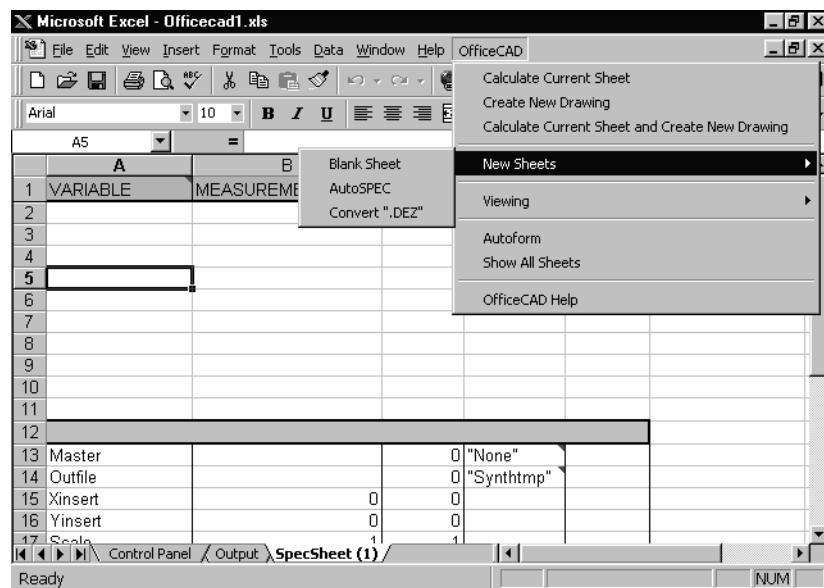 Microsoft Excel - Officecad1.xls
File Edit View Insert Format Tools Data Window Help OfficeCAD
Arial 10 B I U
A5 =
Calculate Current Sheet
Create New Drawing
Calculate Current Sheet and Create New Drawing
New Sheets
Viewing
Autoform
Show All Sheets
OfficeCAD Help
Blank Sheet
AutoSPEC
Convert ".DEZ"
A B
1 VARIABLE MEASUREME
2
3
4
5
6
7
8
9
10
11
12
13 Master 0 "None"
14 Outfile 0 "Synthtmp"
15 Xinsert 0 0
16 Yinsert 0 0
17 Scale 1 1
Control Panel Output SpecSheet (1)
Ready NUM